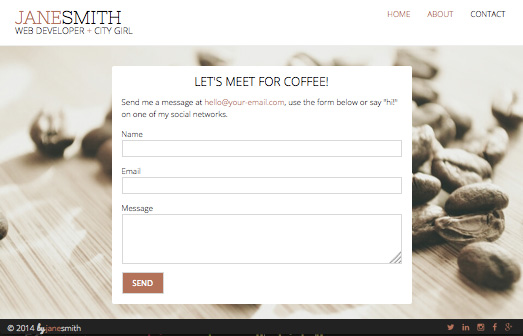 JANESMITH
WEB DEVELOPER + CITY GIRL
HOME
ABOUT
CONTACT
LET'S MEET FOR COFFEE!
Send me a message at hello@your-email.com, use the form below or say "hi!"
on one of my social networks.
Name
Email
Message
SEND
© 2014 by janesmith